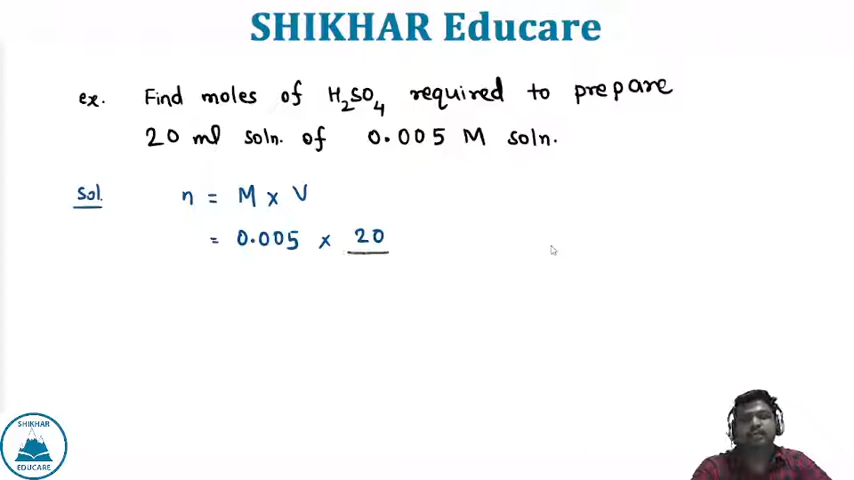 SHIKHAR Educare
ex. Find moles of H₂SO₄ required to prepare
20 ml soln. of 0.005 M soln.
Sol. n = M × V
= 0.005 × 20
SHIKHAR
EDUCARE